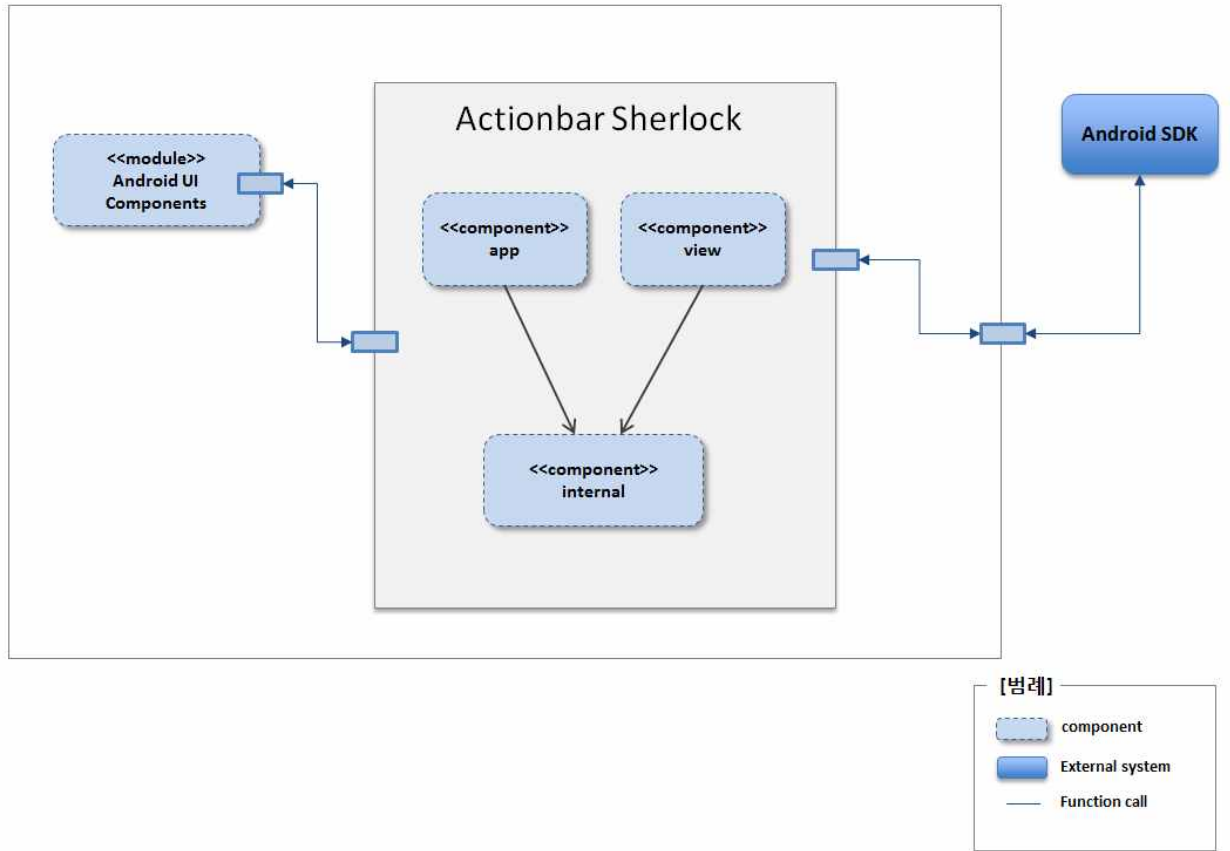 Actionbar Sherlock
Android SDK
<<module>>
Android UI
Components
<<component>>
app
<<component>>
view
<<component>>
internal
[범례]
component
External system
Function call